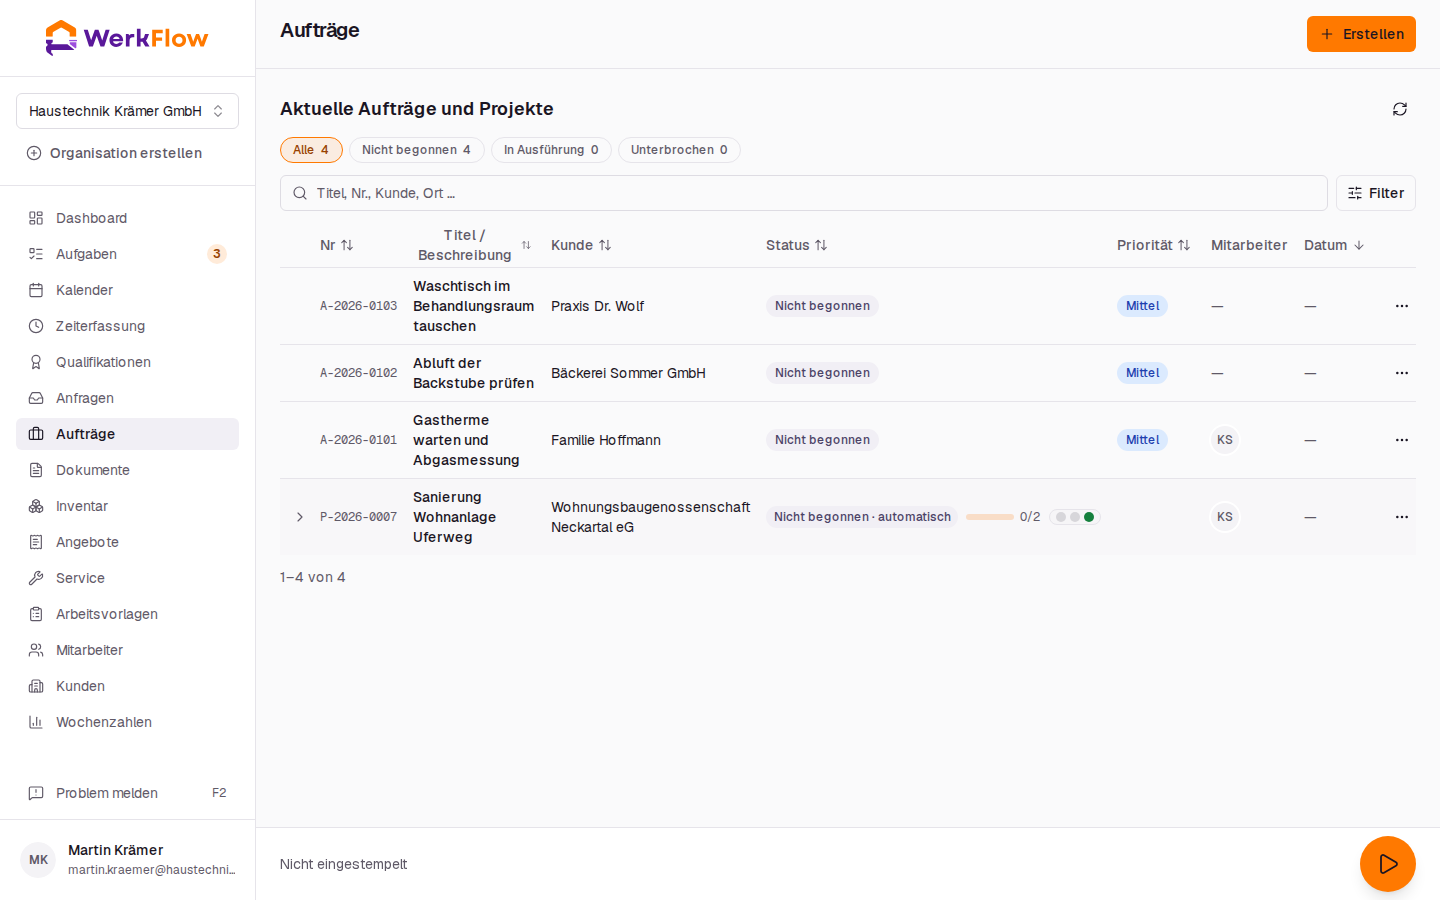 WerkFlow
Haustechnik Krämer GmbH
Organisation erstellen
Dashboard
Aufgaben 3
Kalender
Zeiterfassung
Qualifikationen
Anfragen
Aufträge
Dokumente
Inventar
Angebote
Service
Arbeitsvorlagen
Mitarbeiter
Kunden
Wochenzahlen
Problem melden F2
MK
Martin Krämer
martin.kraemer@haustechni...
Aufträge
Erstellen
Aktuelle Aufträge und Projekte
Alle 4 Nicht begonnen 4 In Ausführung 0 Unterbrochen 0
Titel, Nr., Kunde, Ort ...
Filter
Nr Titel / Beschreibung Kunde Status Priorität Mitarbeiter Datum
A-2026-0103 Waschtisch im Behandlungsraum tauschen Praxis Dr. Wolf Nicht begonnen Mittel — —
A-2026-0102 Abluft der Backstube prüfen Bäckerei Sommer GmbH Nicht begonnen Mittel — —
A-2026-0101 Gastherme warten und Abgasmessung Familie Hoffmann Nicht begonnen Mittel KS —
P-2026-0007 Sanierung Wohnanlage Uferweg Wohnungsbaugenossenschaft Neckartal eG Nicht begonnen · automatisch 0/2 KS —
1–4 von 4
Nicht eingestempelt